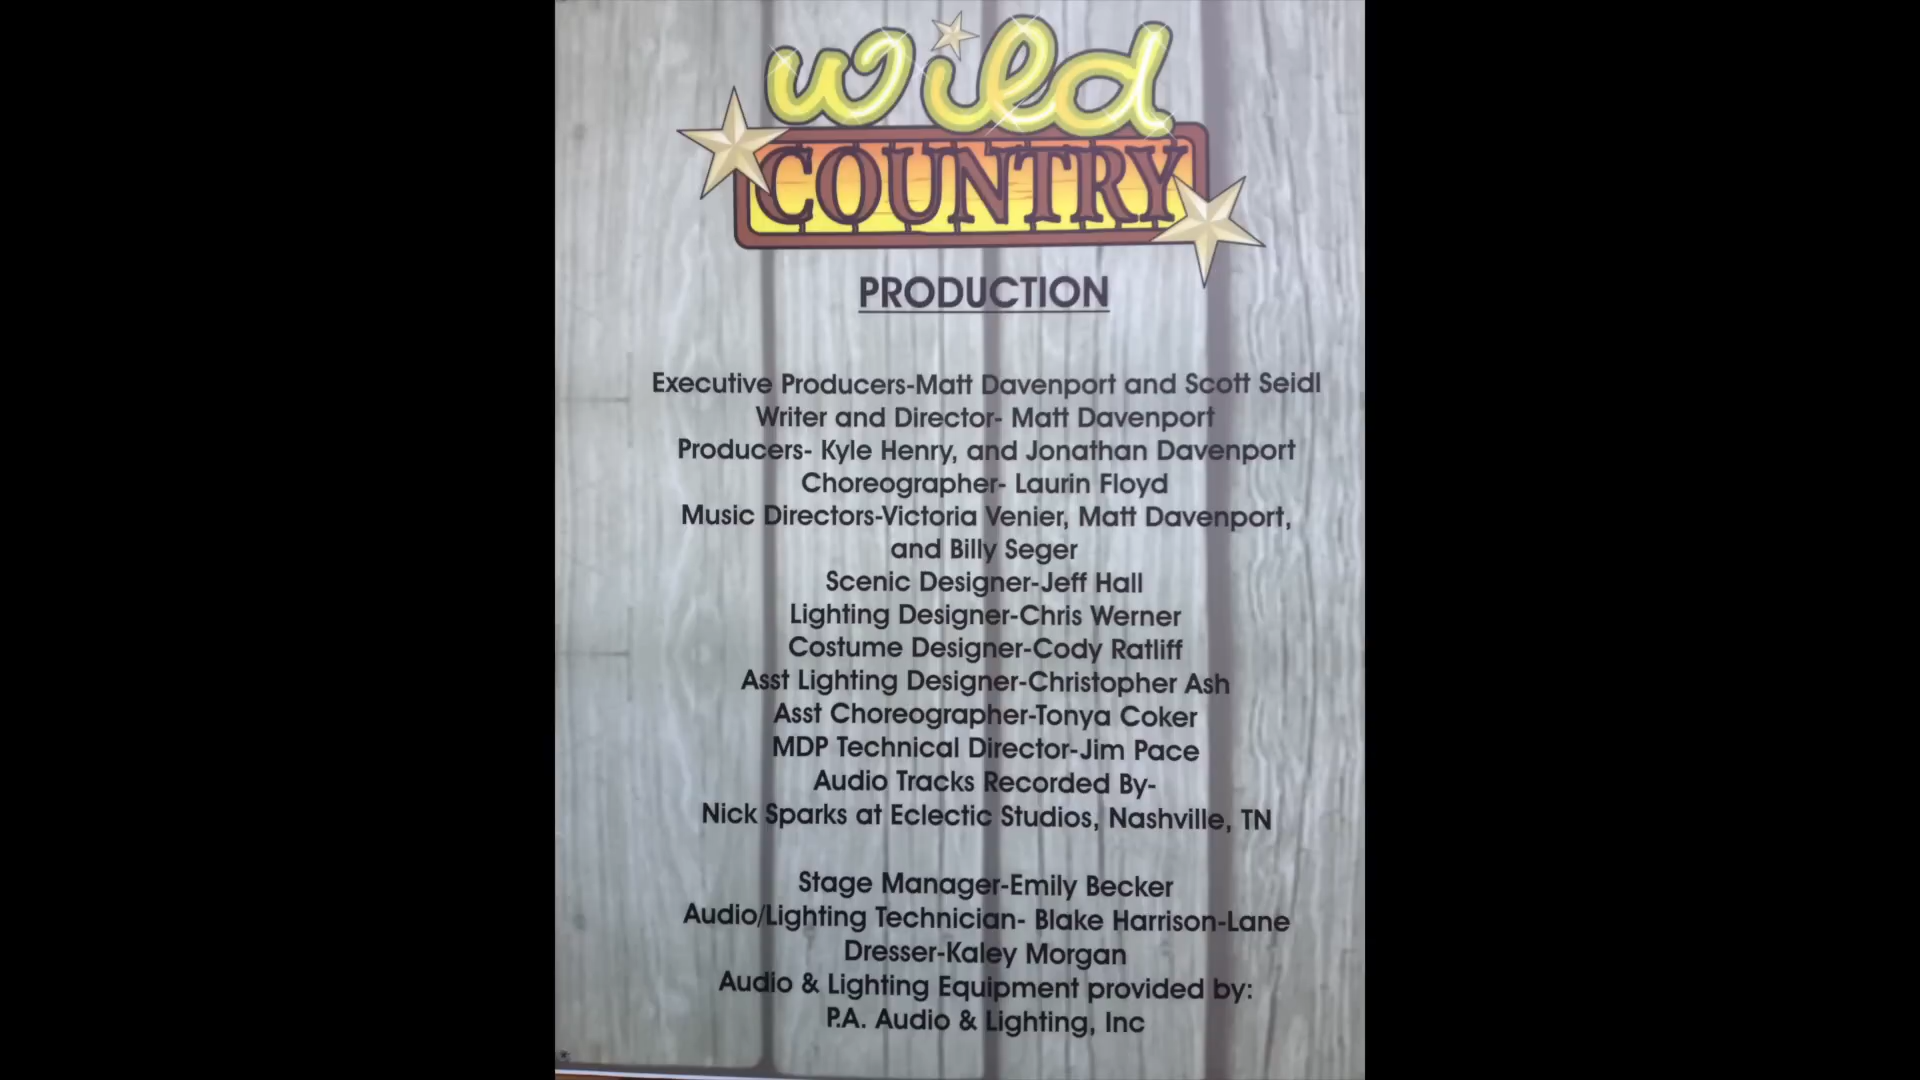 wild
COUNTRY
PRODUCTION
Executive Producers-Matt Davenport and Scott Seidl
Writer and Director- Matt Davenport
Producers- Kyle Henry, and Jonathan Davenport
Choreographer- Laurin Floyd
Music Directors-Victoria Venier, Matt Davenport,
and Billy Seger
Scenic Designer-Jeff Hall
Lighting Designer-Chris Werner
Costume Designer-Cody Ratliff
Asst Lighting Designer-Christopher Ash
Asst Choreographer-Tonya Coker
MDP Technical Director-Jim Pace
Audio Tracks Recorded By-
Nick Sparks at Eclectic Studios, Nashville, TN
Stage Manager-Emily Becker
Audio/Lighting Technician- Blake Harrison-Lane
Dresser-Kaley Morgan
Audio & Lighting Equipment provided by:
P.A. Audio & Lighting, Inc